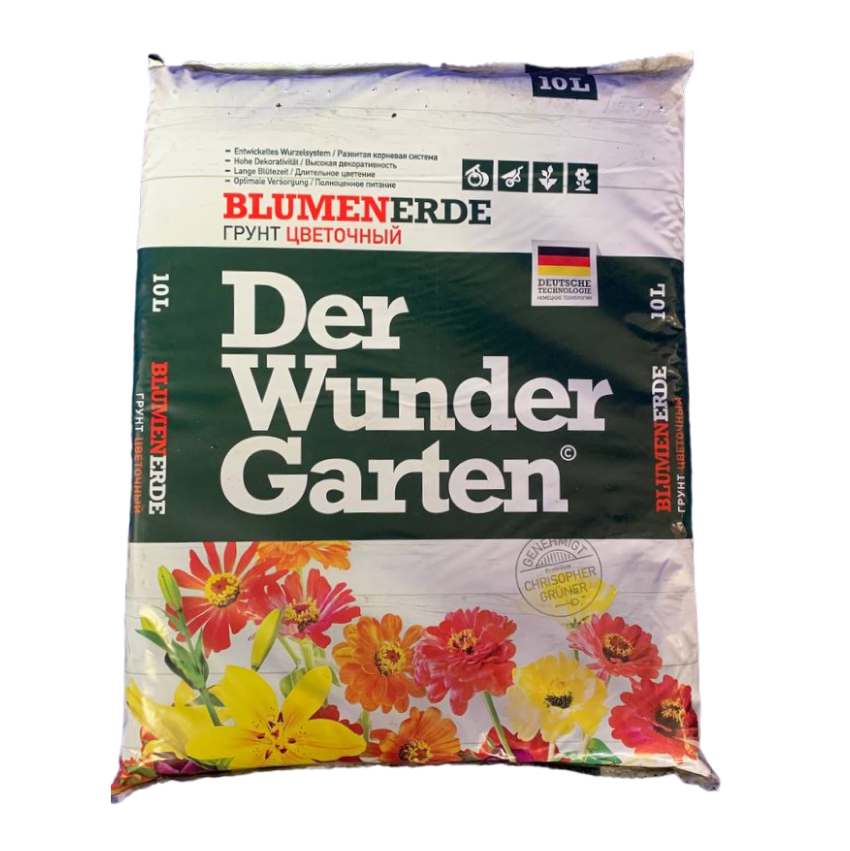 10L
– Entwickeltes Wurzelsystem / Развитая корневая система
– Hohe Dekorativität / Высокая декоративность
– Lange Blütezeit / Длительное цветение
– Optimale Versorgung / Полноценное питание
BLUMENERDE
ГРУНТ ЦВЕТОЧНЫЙ
DEUTSCHE
TECHNOLOGIE
НЕМЕЦКИЕ ТЕХНОЛОГИИ
Der
Wunder
Garten©
10L
BLUMENERDE
ГРУНТ ЦВЕТОЧНЫЙ
10L
BLUMENERDE
ГРУНТ ЦВЕТОЧНЫЙ
GENEHMIGT
CHRISOPHER
GRÜNER